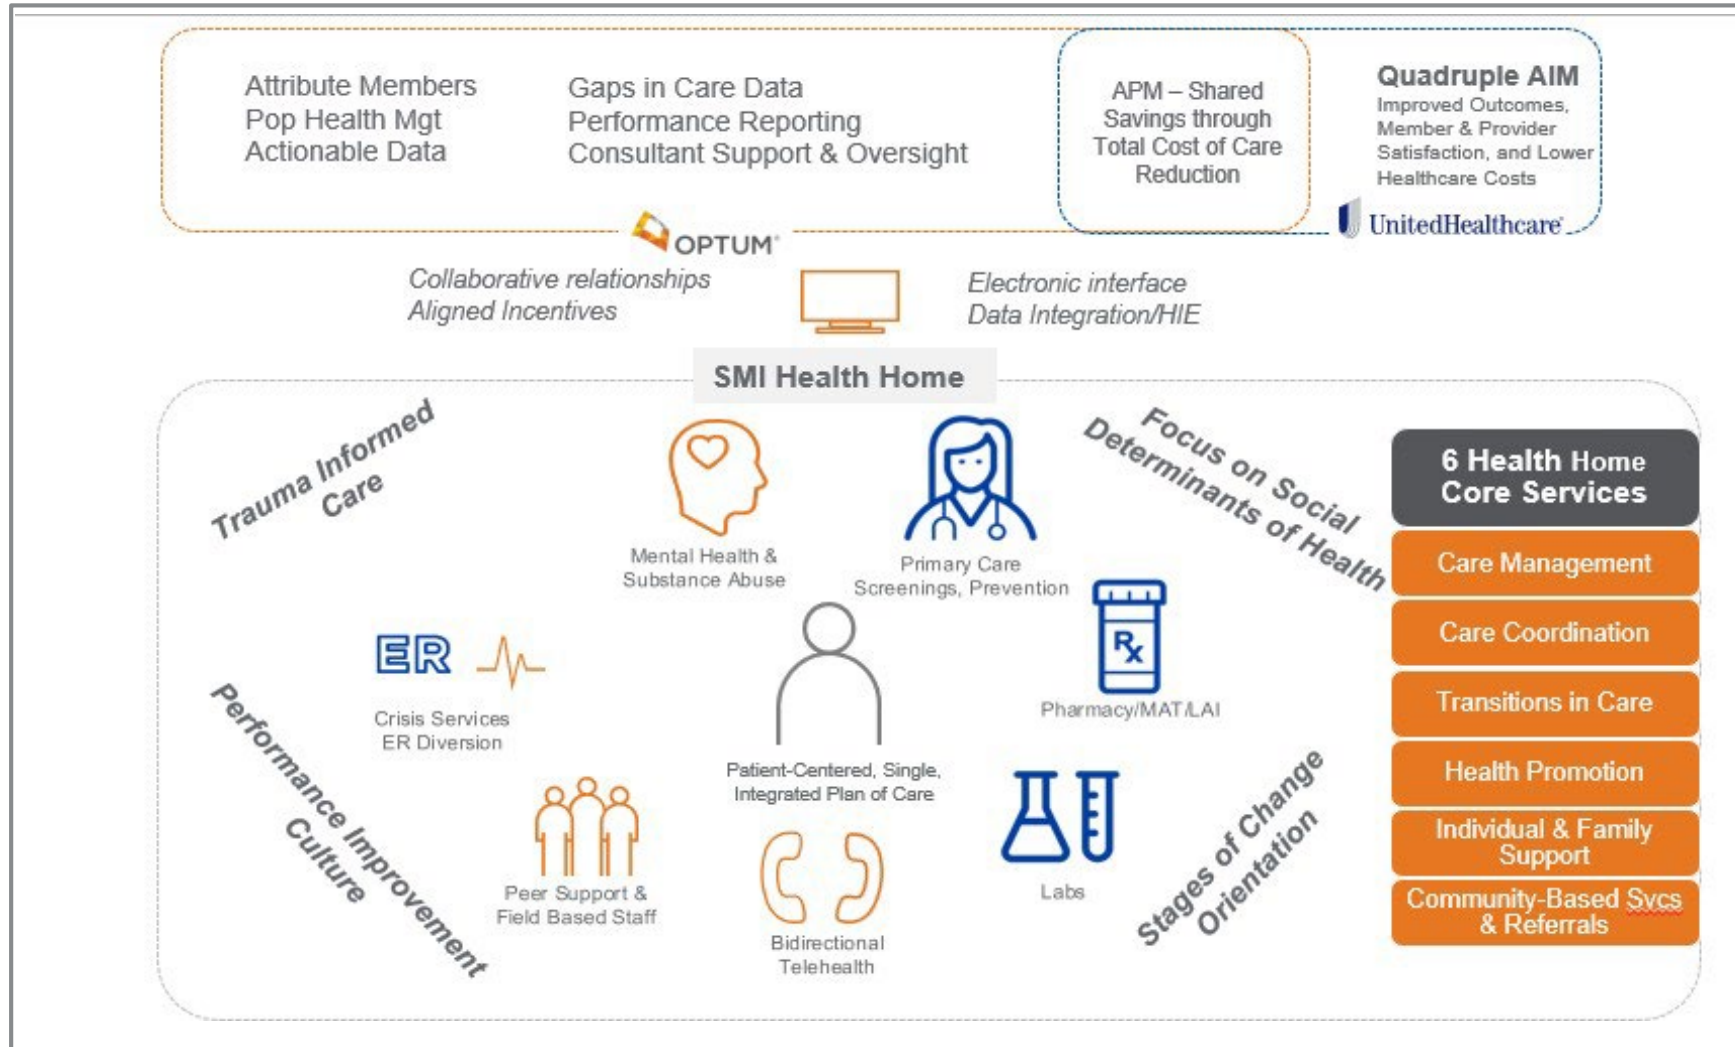 Attribute Members
Pop Health Mgt
Actionable Data
Gaps in Care Data
Performance Reporting
Consultant Support & Oversight
APM – Shared
Savings through
Total Cost of Care
Reduction
Quadruple AIM
Improved Outcomes,
Member & Provider
Satisfaction, and Lower
Healthcare Costs
OPTUM®
UnitedHealthcare®
Collaborative relationships
Aligned Incentives
Electronic interface
Data Integration/HIE
SMI Health Home
Trauma Informed
Care
Mental Health &
Substance Abuse
Primary Care
Screenings, Prevention
Focus on Social
Determinants of Health
ER
Crisis Services
ER Diversion
Rx
Pharmacy/MAT/LAI
Patient-Centered, Single,
Integrated Plan of Care
Performance Improvement
Culture
Peer Support &
Field Based Staff
Bidirectional
Telehealth
Labs
Stages of Change
Orientation
6 Health Home
Core Services
Care Management
Care Coordination
Transitions in Care
Health Promotion
Individual & Family
Support
Community-Based Svcs
& Referrals